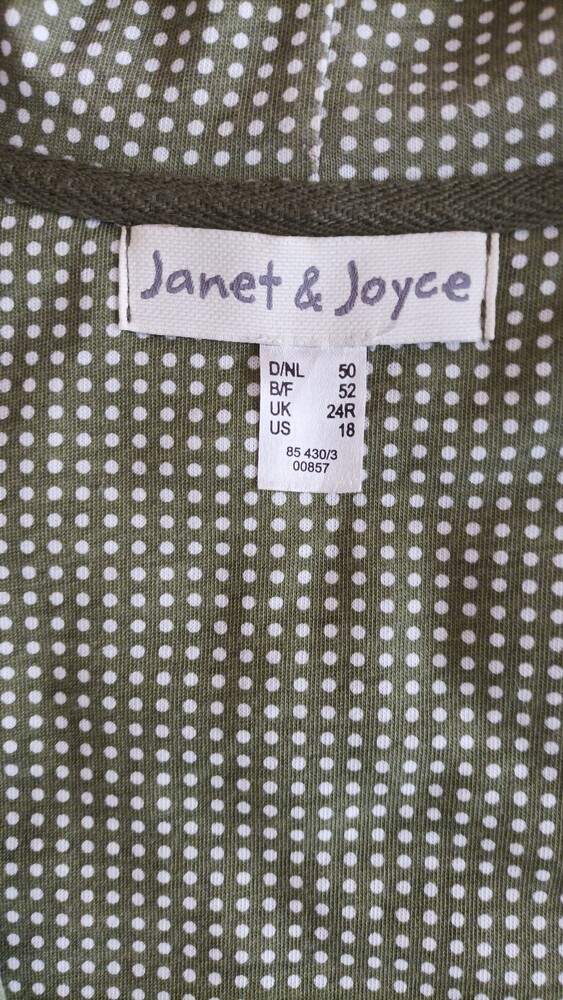 Janet & Joyce
D/NL 50
B/F 52
UK 24R
US 18
85 430/3
00857